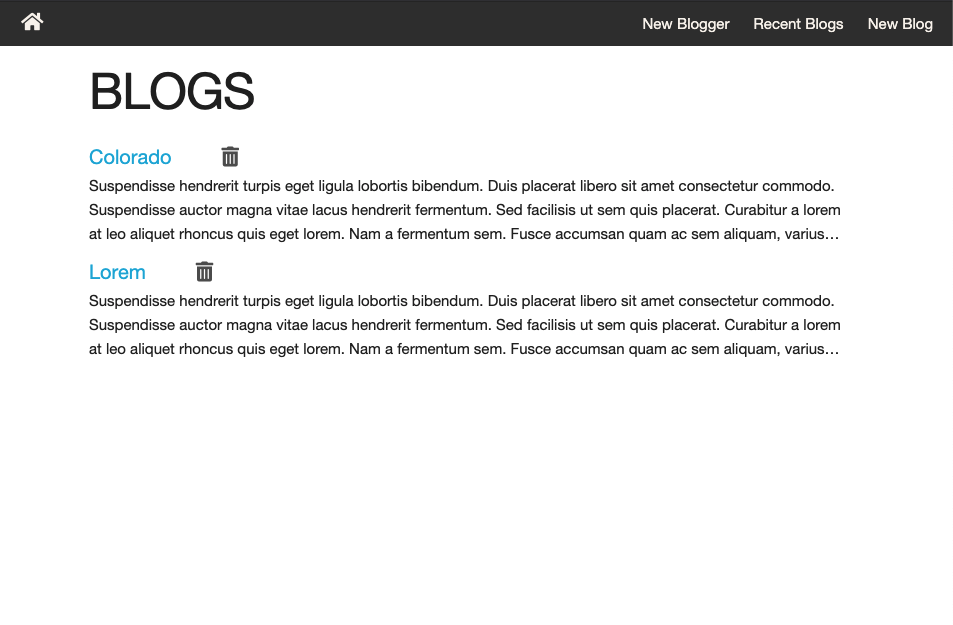 New Blogger Recent Blogs New Blog
BLOGS
Colorado
Suspendisse hendrerit turpis eget ligula lobortis bibendum. Duis placerat libero sit amet consectetur commodo.
Suspendisse auctor magna vitae lacus hendrerit fermentum. Sed facilisis ut sem quis placerat. Curabitur a lorem
at leo aliquet rhoncus quis eget lorem. Nam a fermentum sem. Fusce accumsan quam ac sem aliquam, varius…
Lorem
Suspendisse hendrerit turpis eget ligula lobortis bibendum. Duis placerat libero sit amet consectetur commodo.
Suspendisse auctor magna vitae lacus hendrerit fermentum. Sed facilisis ut sem quis placerat. Curabitur a lorem
at leo aliquet rhoncus quis eget lorem. Nam a fermentum sem. Fusce accumsan quam ac sem aliquam, varius…